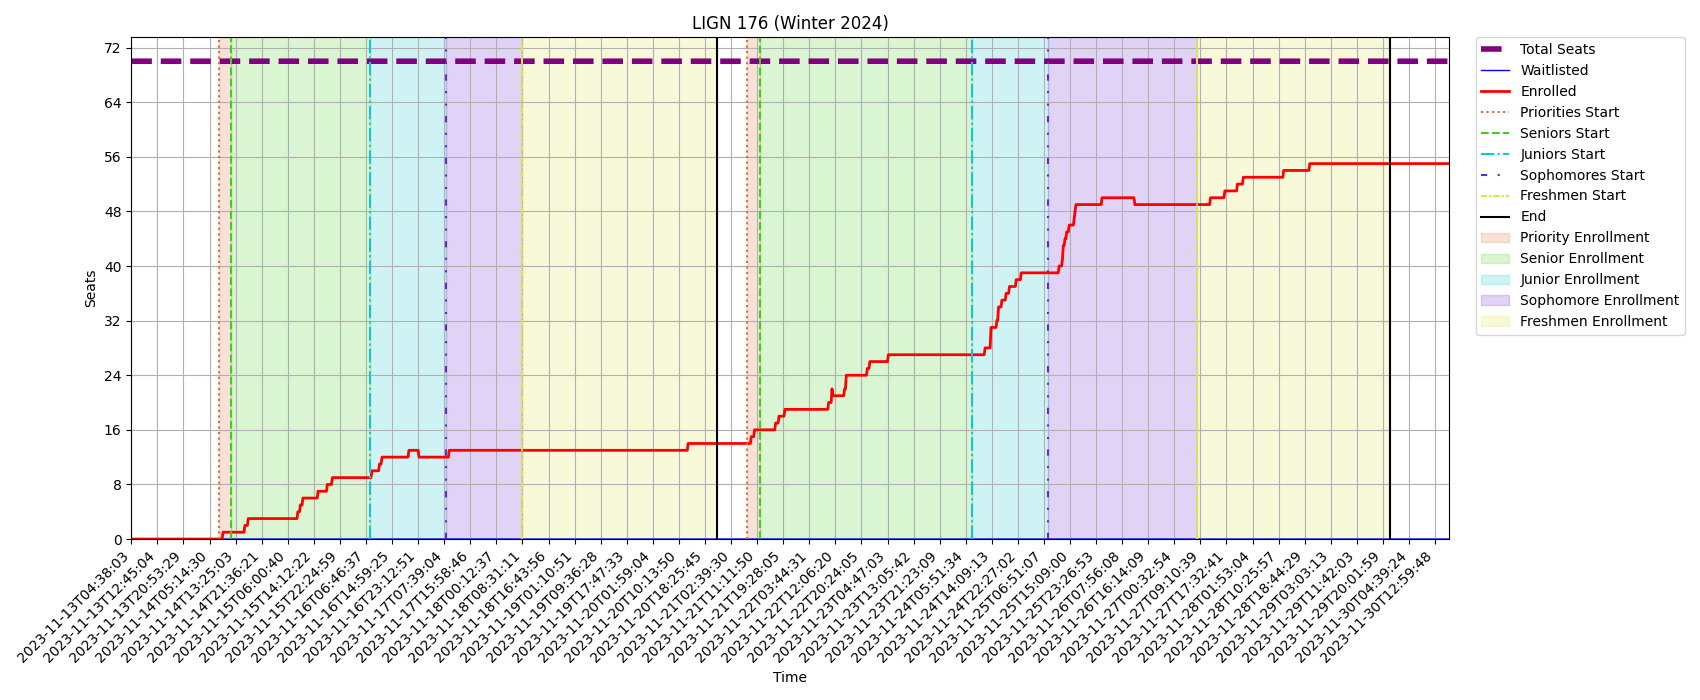 LIGN 176 (Winter 2024)
72
64
56
48
40
32
24
16
8
0
Seats
2023-11-13T04:38:03
2023-11-13T12:45:04
2023-11-13T20:53:29
2023-11-14T05:14:30
2023-11-14T13:25:03
2023-11-14T21:36:21
2023-11-15T06:00:40
2023-11-15T14:12:22
2023-11-15T22:24:59
2023-11-16T06:46:37
2023-11-16T14:59:25
2023-11-16T23:12:51
2023-11-17T07:39:04
2023-11-17T15:58:46
2023-11-18T00:12:37
2023-11-18T08:31:11
2023-11-18T16:43:56
2023-11-19T01:10:51
2023-11-19T09:36:28
2023-11-19T17:47:33
2023-11-20T01:59:04
2023-11-20T10:13:50
2023-11-20T18:25:45
2023-11-21T02:39:30
2023-11-21T11:11:50
2023-11-21T19:28:05
2023-11-22T03:44:31
2023-11-22T12:06:20
2023-11-22T20:24:05
2023-11-23T04:47:03
2023-11-23T13:05:42
2023-11-23T21:23:09
2023-11-24T05:51:34
2023-11-24T14:09:13
2023-11-24T22:27:02
2023-11-25T06:51:07
2023-11-25T15:09:00
2023-11-25T23:26:53
2023-11-26T07:56:08
2023-11-26T16:14:09
2023-11-27T00:32:54
2023-11-27T09:10:39
2023-11-27T17:32:41
2023-11-28T01:53:04
2023-11-28T10:25:57
2023-11-28T18:44:29
2023-11-29T03:03:13
2023-11-29T11:42:03
2023-11-29T20:01:59
2023-11-30T04:39:24
2023-11-30T12:59:48
Time
Total Seats
Waitlisted
Enrolled
Priorities Start
Seniors Start
Juniors Start
Sophomores Start
Freshmen Start
End
Priority Enrollment
Senior Enrollment
Junior Enrollment
Sophomore Enrollment
Freshmen Enrollment